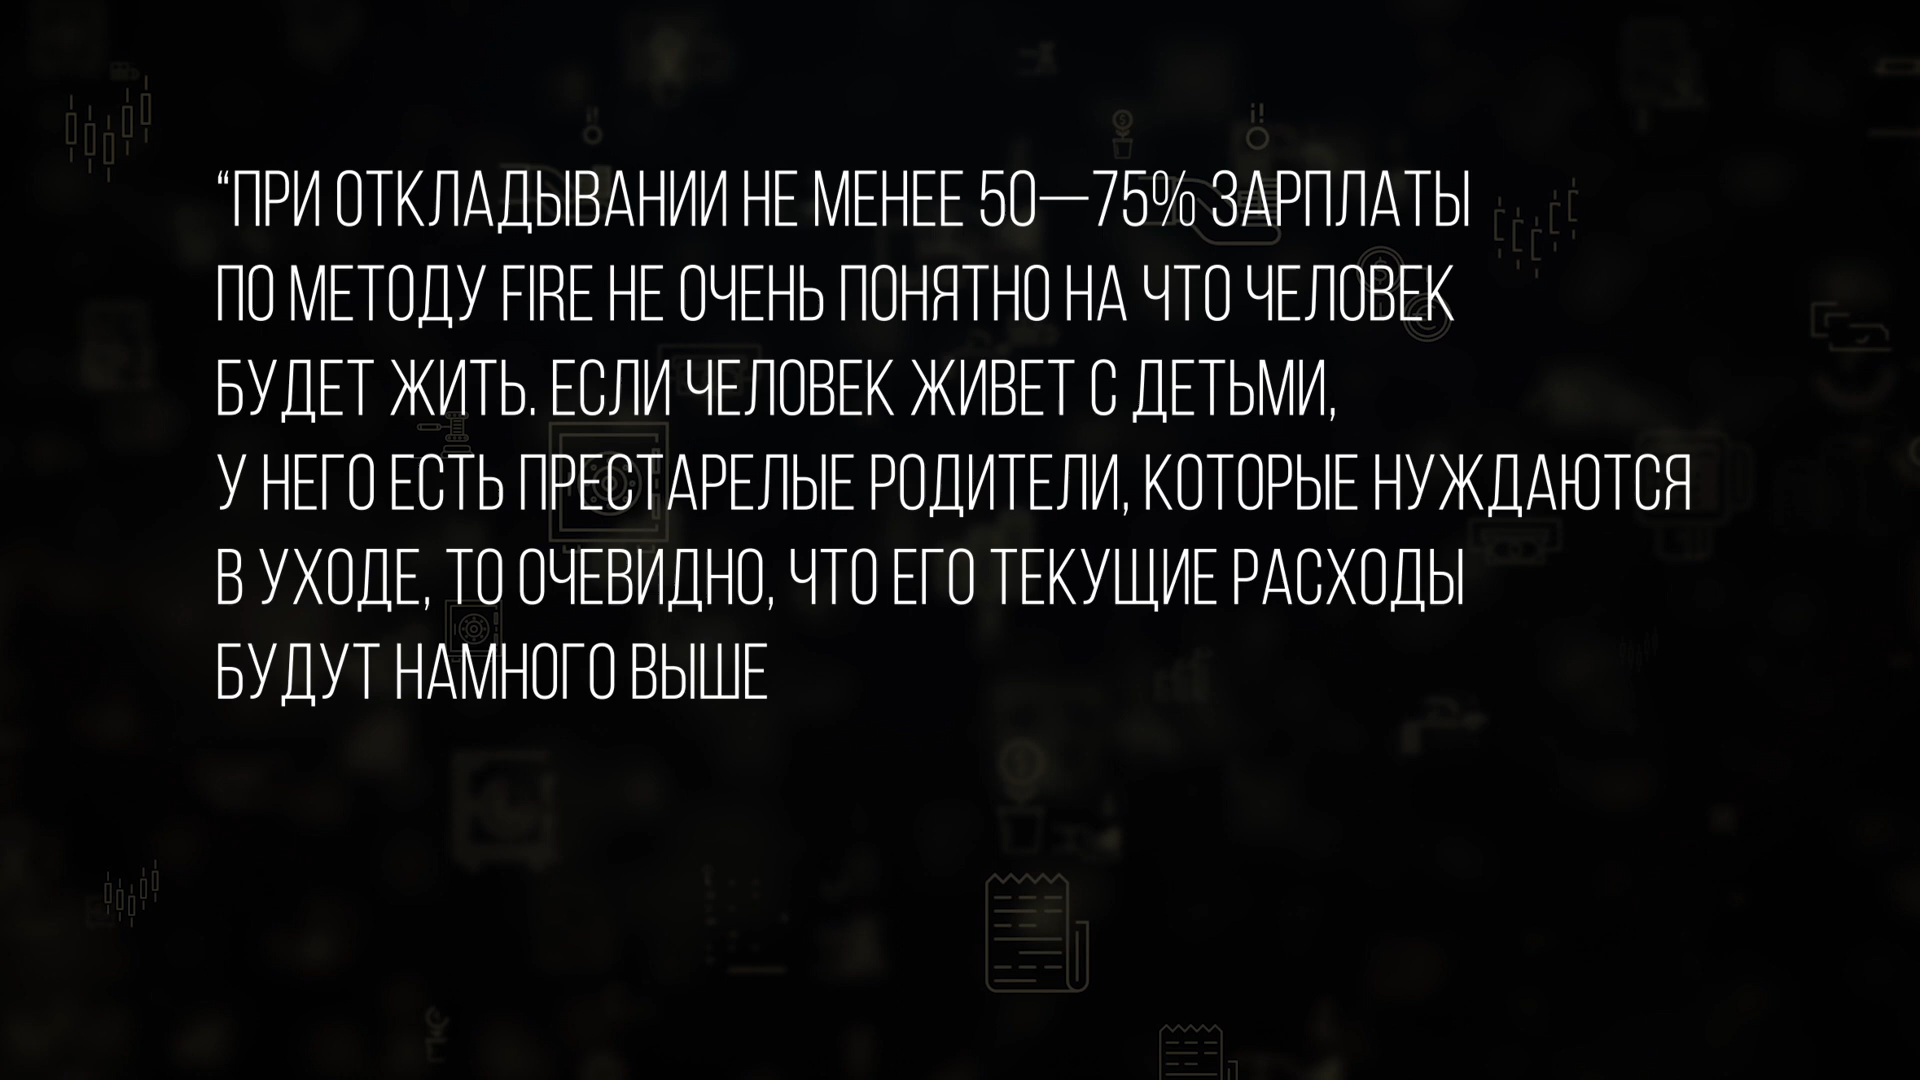 “ПРИ ОТКЛАДЫВАНИИ НЕ МЕНЕЕ 50—75% ЗАРПЛАТЫ
ПО МЕТОДУ FIRE НЕ ОЧЕНЬ ПОНЯТНО НА ЧТО ЧЕЛОВЕК
БУДЕТ ЖИТЬ. ЕСЛИ ЧЕЛОВЕК ЖИВЕТ С ДЕТЬМИ,
У НЕГО ЕСТЬ ПРЕСТАРЕЛЫЕ РОДИТЕЛИ, КОТОРЫЕ НУЖДАЮТСЯ
В УХОДЕ, ТО ОЧЕВИДНО, ЧТО ЕГО ТЕКУЩИЕ РАСХОДЫ
БУДУТ НАМНОГО ВЫШЕ